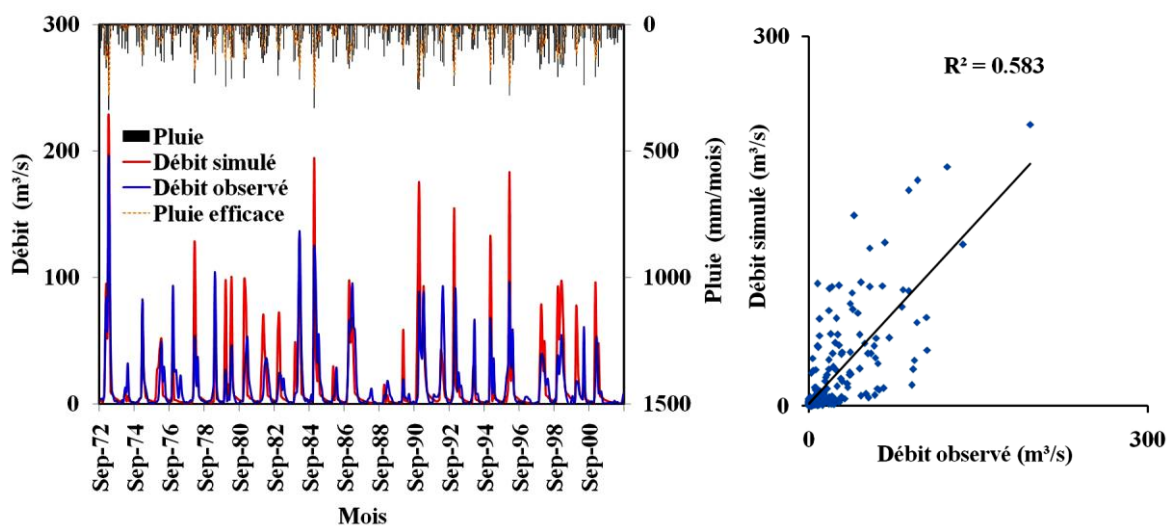 300
200
100
0
Débit (m³/s)
Pluie
Débit simulé
Débit observé
Pluie efficace
0
500
1000
1500
Pluie (mm/mois)
Sep-72
Sep-74
Sep-76
Sep-78
Sep-80
Sep-82
Sep-84
Sep-86
Sep-88
Sep-90
Sep-92
Sep-94
Sep-96
Sep-98
Sep-00
Mois
300
R² = 0.583
Débit simulé (m³/s)
0
0
300
Débit observé (m³/s)